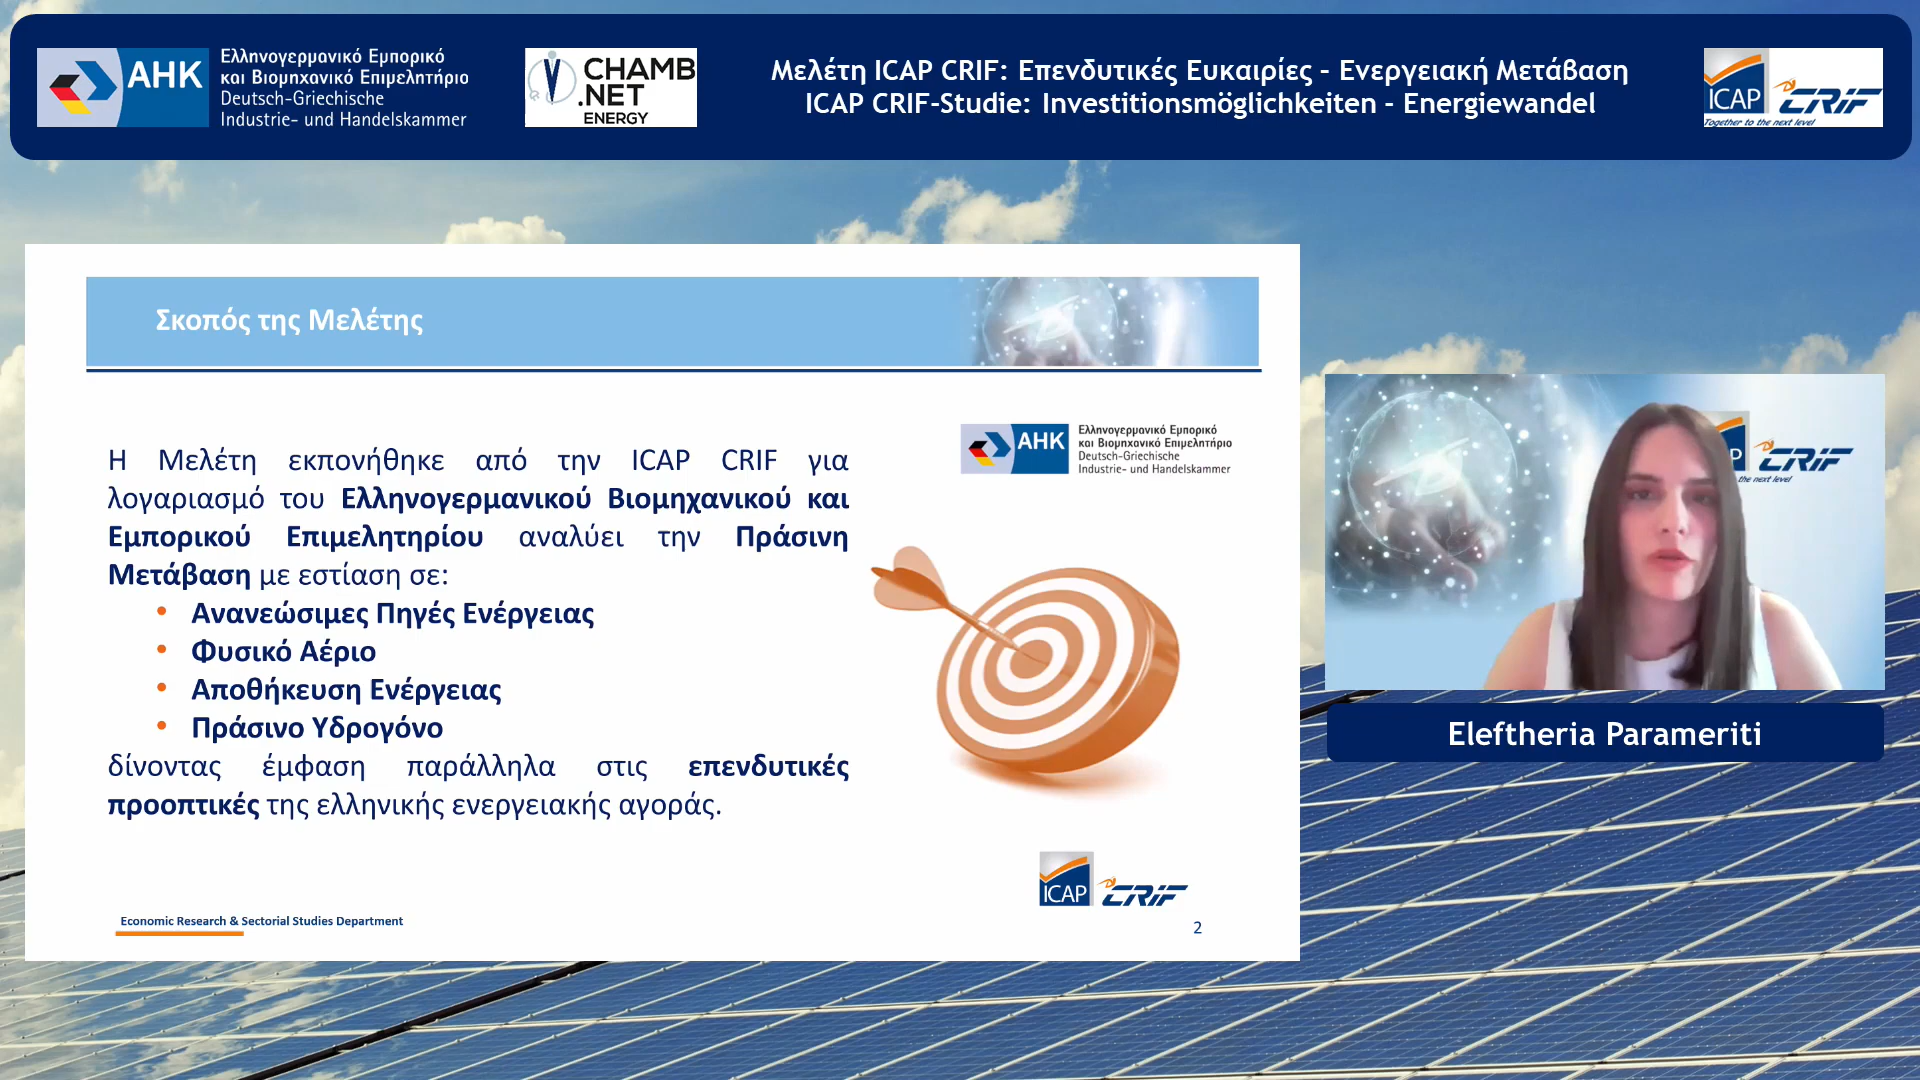 AHK
Ελληνογερμανικό Εμπορικό
και Βιομηχανικό Επιμελητήριο
Deutsch-Griechische
Industrie- und Handelskammer
CHAMB
.NET
ENERGY
Μελέτη ICAP CRIF: Επενδυτικές Ευκαιρίες - Ενεργειακή Μετάβαση
ICAP CRIF-Studie: Investitionsmöglichkeiten - Energiewandel
ICAP CRIF
Together to the next level
Σκοπός της Μελέτης
AHK
Ελληνογερμανικό Εμπορικό
και Βιομηχανικό Επιμελητήριο
Deutsch-Griechische
Industrie- und Handelskammer
Η Μελέτη εκπονήθηκε από την ICAP CRIF για
λογαριασμό του Ελληνογερμανικού Βιομηχανικού και
Εμπορικού Επιμελητηρίου αναλύει την Πράσινη
Μετάβαση με εστίαση σε:
• Ανανεώσιμες Πηγές Ενέργειας
• Φυσικό Αέριο
• Αποθήκευση Ενέργειας
• Πράσινο Υδρογόνο
δίνοντας έμφαση παράλληλα στις επενδυτικές
προοπτικές της ελληνικής ενεργειακής αγοράς.
ICAP CRIF
Economic Research & Sectorial Studies Department
2
P CRIF
the next level
Eleftheria Parameriti